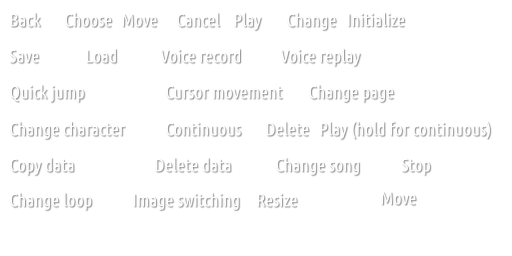 Back Choose Move Cancel Play Change Initialize
Save Load Voice record Voice replay
Quick jump Cursor movement Change page
Change character Continuous Delete Play (hold for continuous)
Copy data Delete data Change song Stop
Change loop Image switching Resize Move